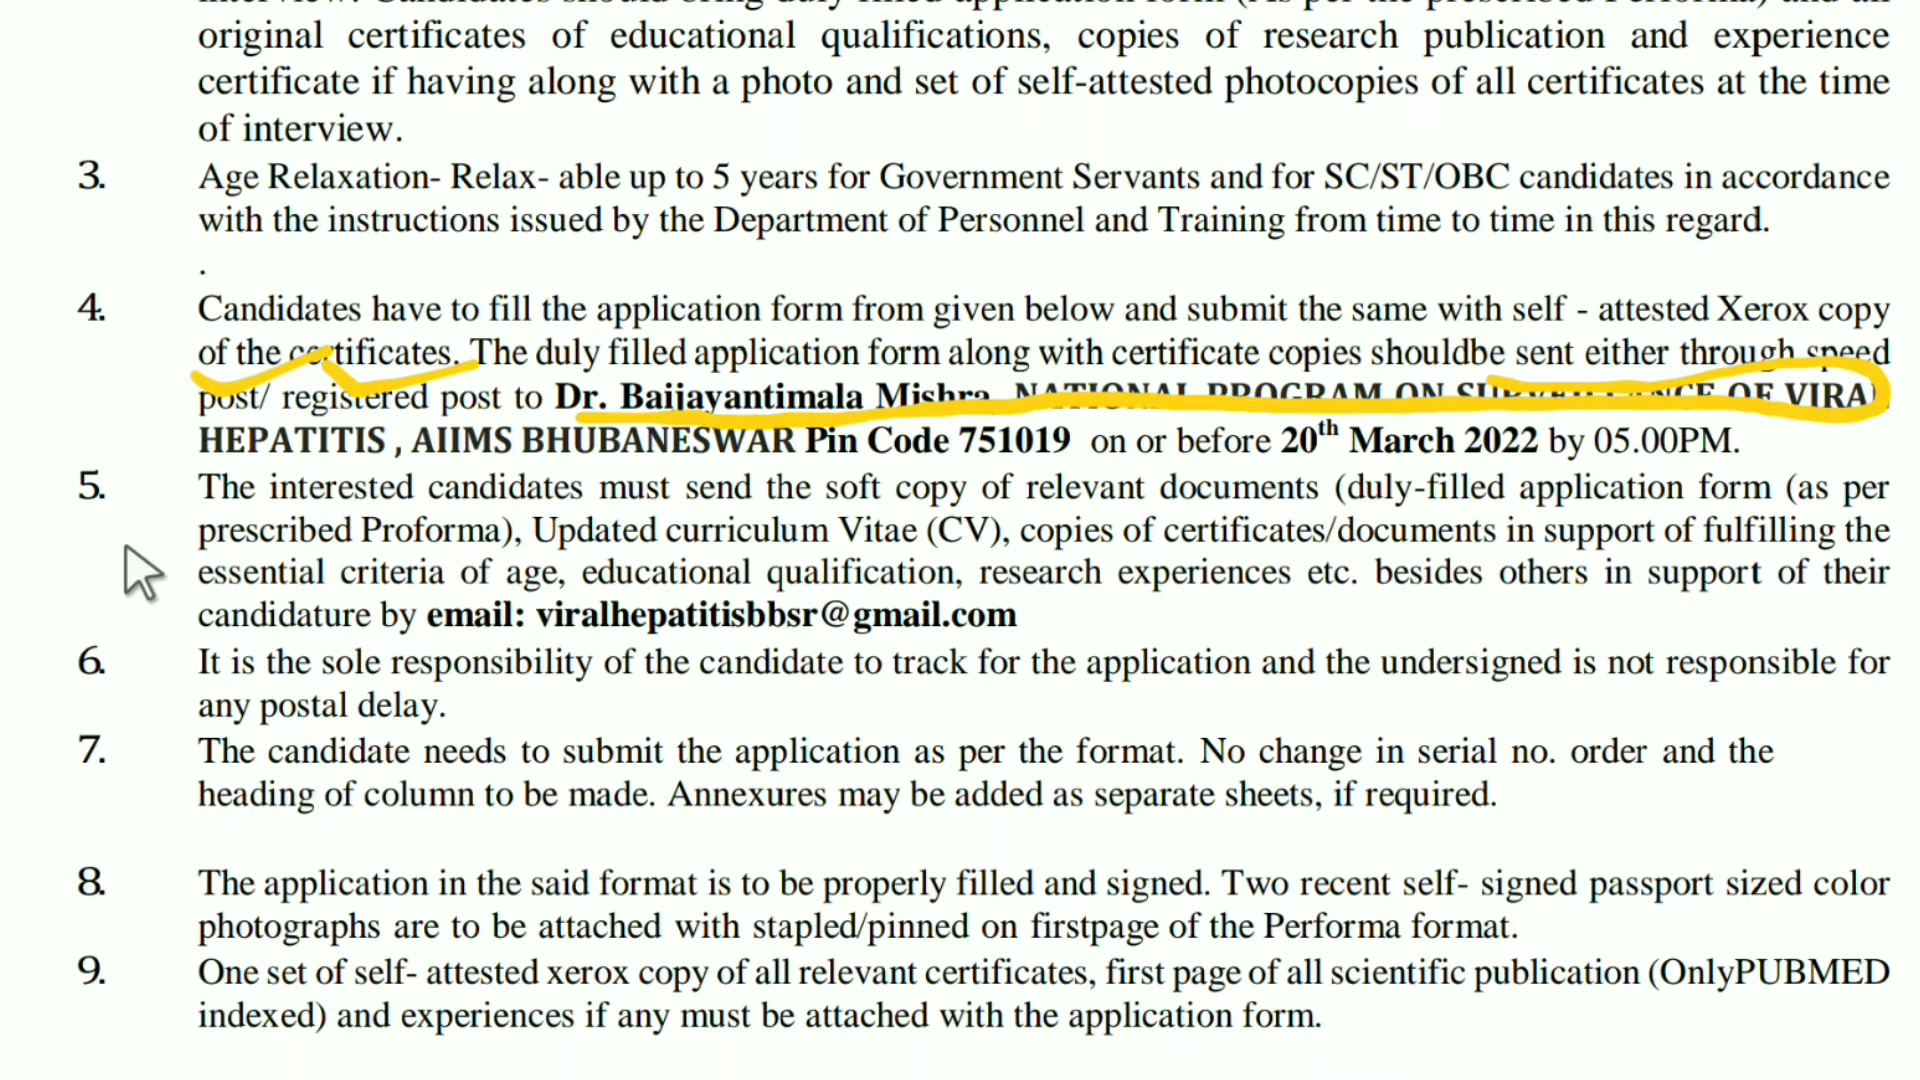 original certificates of educational qualifications, copies of research publication and experience
certificate if having along with a photo and set of self-attested photocopies of all certificates at the time
of interview.
3. Age Relaxation- Relax- able up to 5 years for Government Servants and for SC/ST/OBC candidates in accordance
with the instructions issued by the Department of Personnel and Training from time to time in this regard.
.
4. Candidates have to fill the application form from given below and submit the same with self - attested Xerox copy
of the certificates. The duly filled application form along with certificate copies shouldbe sent either through speed
post/ registered post to Dr. Baijayantimala Mishra, NATIONAL PROGRAM ON SURVEILLANCE OF VIRAL
HEPATITIS , AIIMS BHUBANESWAR Pin Code 751019 on or before 20th March 2022 by 05.00PM.
5. The interested candidates must send the soft copy of relevant documents (duly-filled application form (as per
prescribed Proforma), Updated curriculum Vitae (CV), copies of certificates/documents in support of fulfilling the
essential criteria of age, educational qualification, research experiences etc. besides others in support of their
candidature by email: viralhepatitisbbsr@gmail.com
6. It is the sole responsibility of the candidate to track for the application and the undersigned is not responsible for
any postal delay.
7. The candidate needs to submit the application as per the format. No change in serial no. order and the
heading of column to be made. Annexures may be added as separate sheets, if required.
8. The application in the said format is to be properly filled and signed. Two recent self- signed passport sized color
photographs are to be attached with stapled/pinned on firstpage of the Performa format.
9. One set of self- attested xerox copy of all relevant certificates, first page of all scientific publication (OnlyPUBMED
indexed) and experiences if any must be attached with the application form.